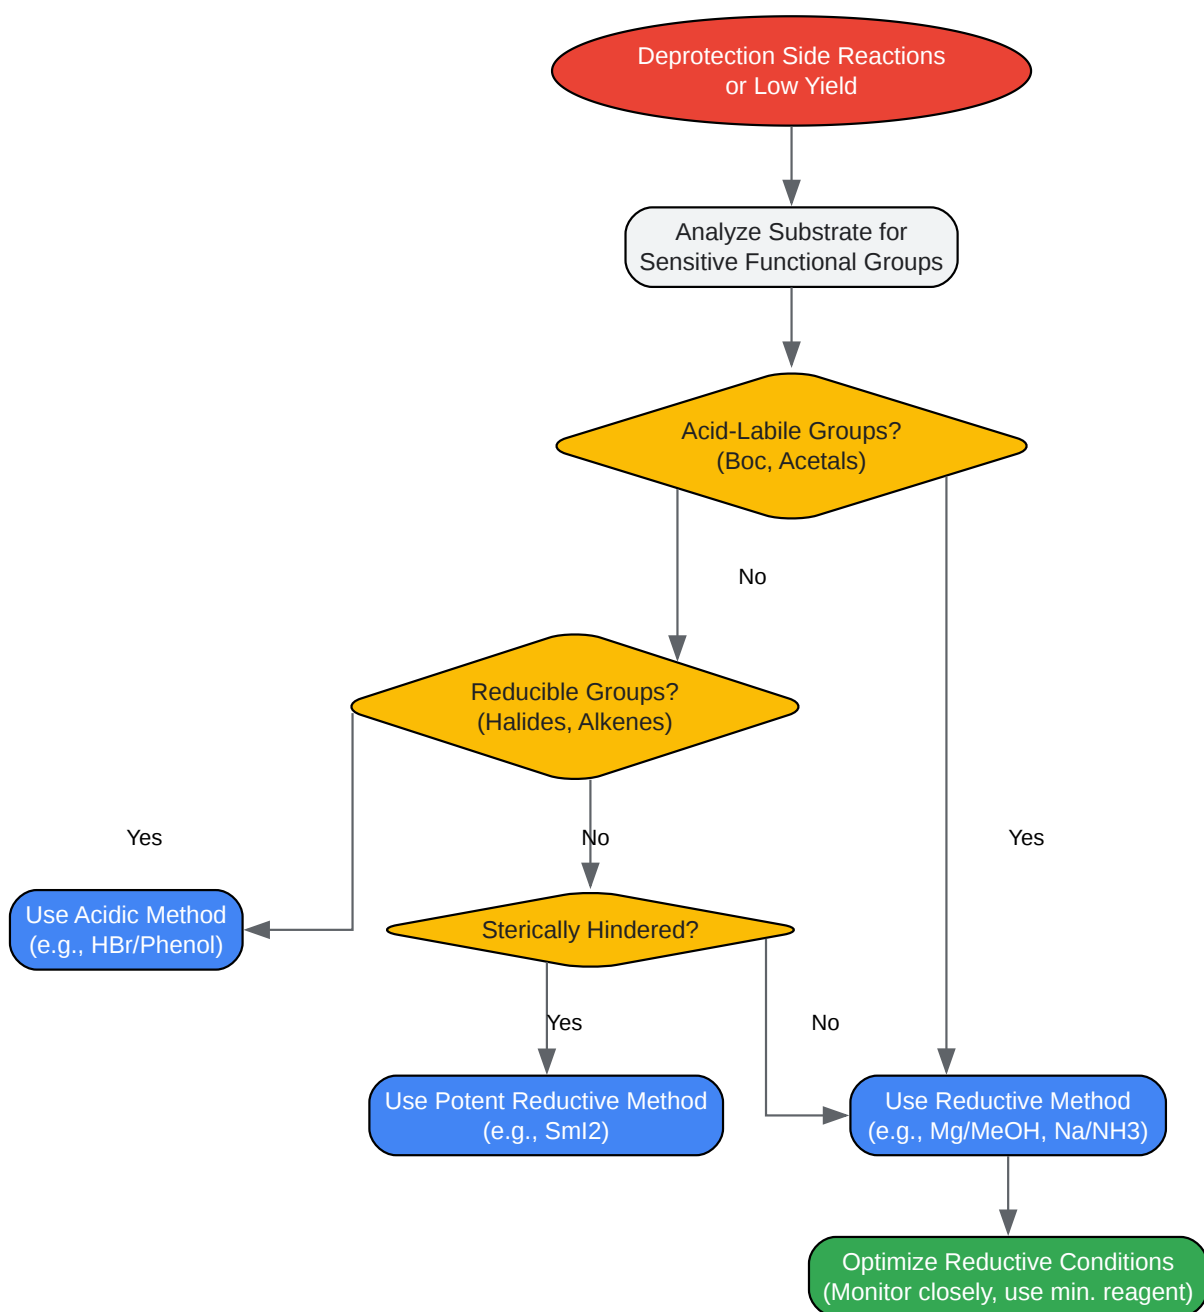 Deprotection Side Reactions
or Low Yield
Analyze Substrate for
Sensitive Functional Groups
Acid-Labile Groups?
(Boc, Acetals)
No
Reducible Groups?
(Halides, Alkenes)
Yes
No
Yes
Use Acidic Method
(e.g., HBr/Phenol)
Sterically Hindered?
Yes
No
Use Potent Reductive Method
(e.g., SmI2)
Use Reductive Method
(e.g., Mg/MeOH, Na/NH3)
Optimize Reductive Conditions
(Monitor closely, use min. reagent)